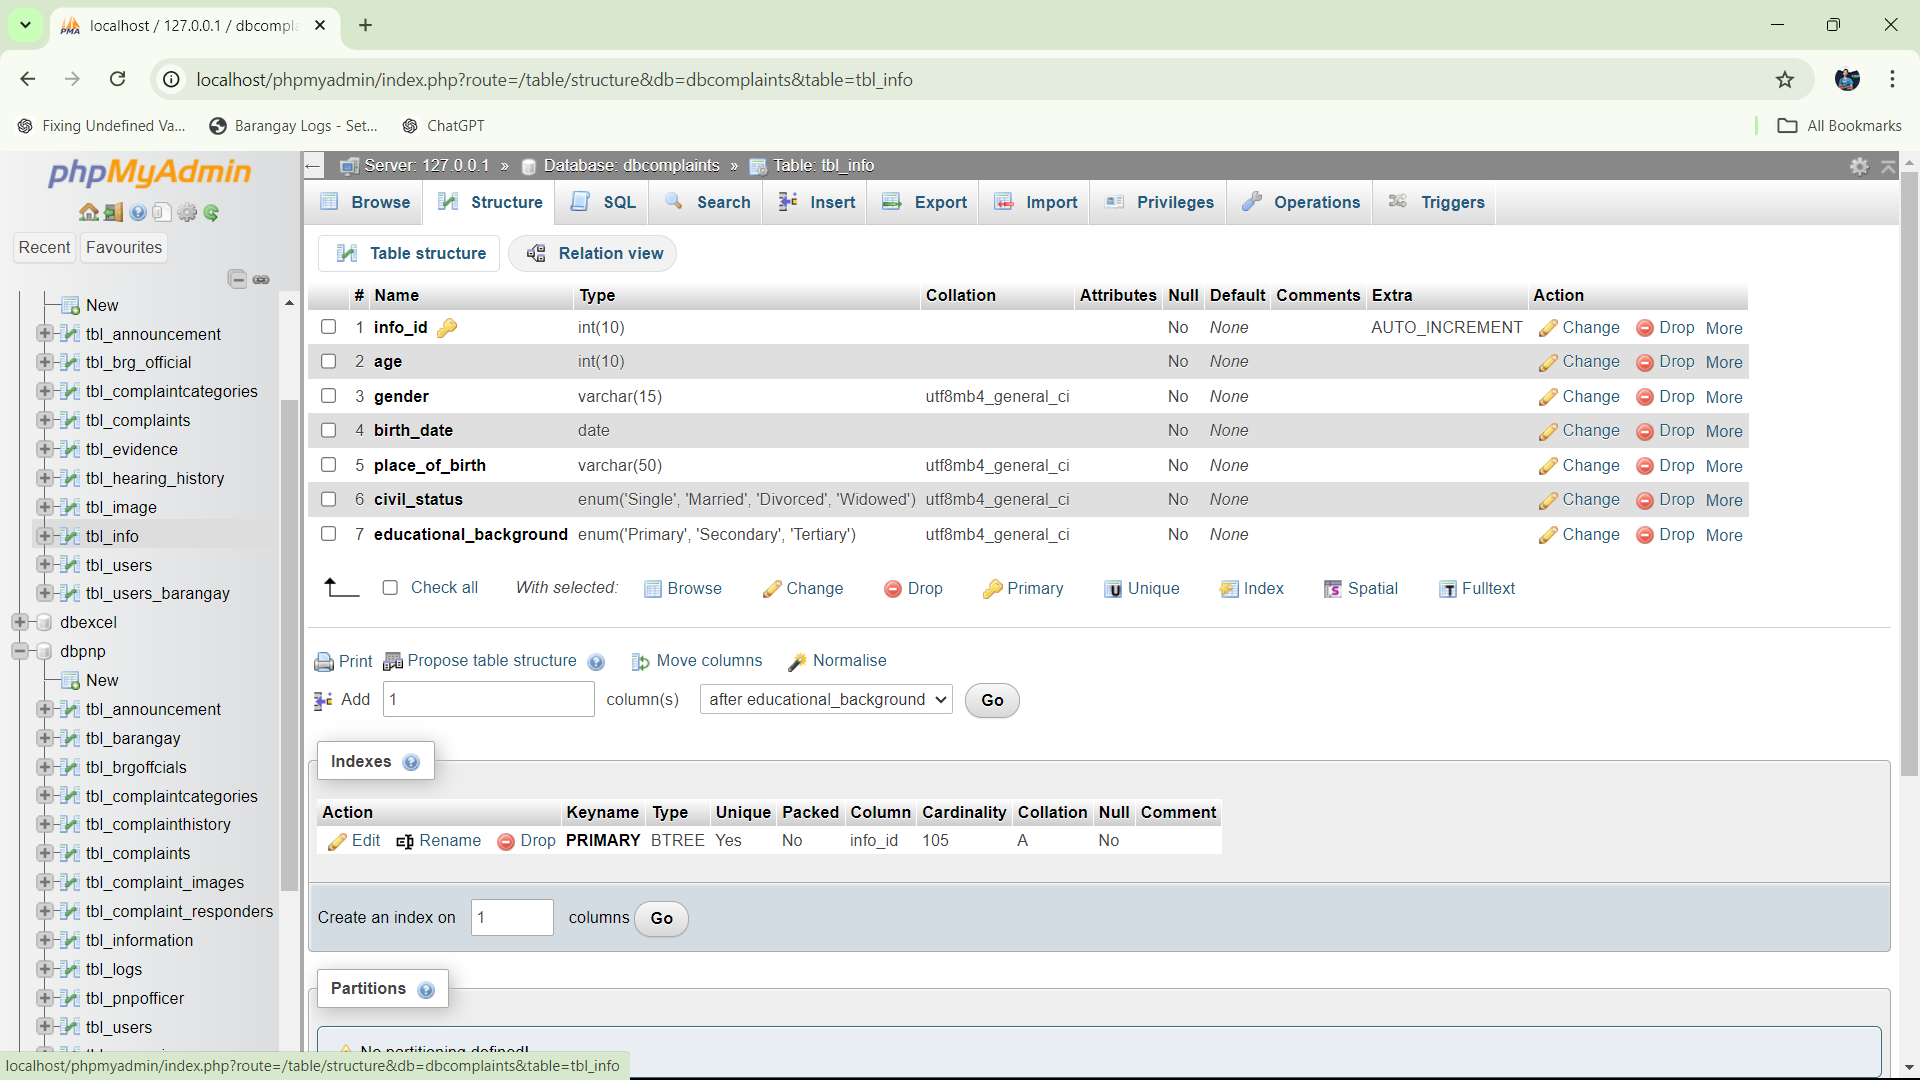 localhost / 127.0.0.1 / dbcompla
localhost/phpmyadmin/index.php?route=/table/structure&db=dbcomplaints&table=tbl_info
Fixing Undefined Va... Barangay Logs - Set... ChatGPT All Bookmarks
phpMyAdmin
Recent Favourites
New
tbl_announcement
tbl_brg_official
tbl_complaintcategories
tbl_complaints
tbl_evidence
tbl_hearing_history
tbl_image
tbl_info
tbl_users
tbl_users_barangay
dbexcel
dbpnp
New
tbl_announcement
tbl_barangay
tbl_brgoffcials
tbl_complaintcategories
tbl_complainthistory
tbl_complaints
tbl_complaint_images
tbl_complaint_responders
tbl_information
tbl_logs
tbl_pnpofficer
tbl_users
Server: 127.0.0.1 » Database: dbcomplaints » Table: tbl_info
Browse Structure SQL Search Insert Export Import Privileges Operations Triggers
Table structure Relation view
# Name Type Collation Attributes Null Default Comments Extra Action
1 info_id int(10) No None AUTO_INCREMENT Change Drop More
2 age int(10) No None Change Drop More
3 gender varchar(15) utf8mb4_general_ci No None Change Drop More
4 birth_date date No None Change Drop More
5 place_of_birth varchar(50) utf8mb4_general_ci No None Change Drop More
6 civil_status enum('Single', 'Married', 'Divorced', 'Widowed') utf8mb4_general_ci No None Change Drop More
7 educational_background enum('Primary', 'Secondary', 'Tertiary') utf8mb4_general_ci No None Change Drop More
Check all With selected: Browse Change Drop Primary Unique Index Spatial Fulltext
Print Propose table structure Move columns Normalise
Add 1 column(s) after educational_background Go
Indexes
Action Keyname Type Unique Packed Column Cardinality Collation Null Comment
Edit Rename Drop PRIMARY BTREE Yes No info_id 105 A No
Create an index on 1 columns Go
Partitions
No partitioning defined!
localhost/phpmyadmin/index.php?route=/table/structure&db=dbcomplaints&table=tbl_info